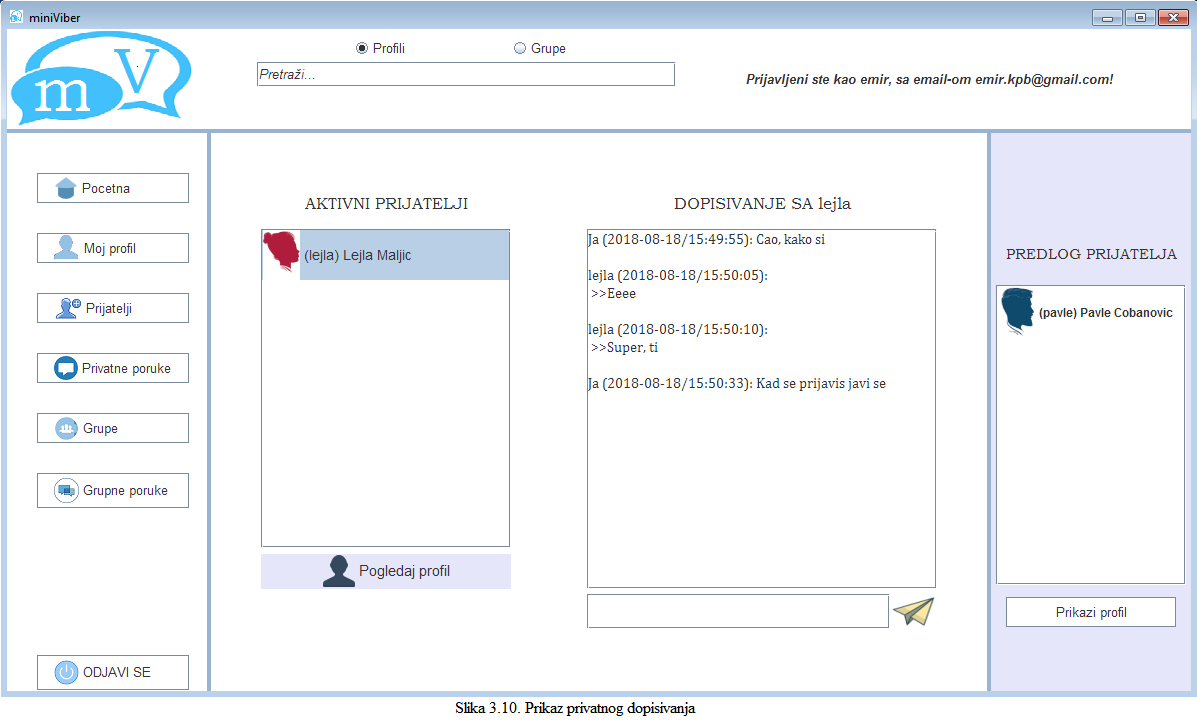 miniViber
m V
Profili
Grupe
Pretraži...
Prijavljeni ste kao emir, sa email-om emir.kpb@gmail.com!
Pocetna
Moj profil
Prijatelji
Privatne poruke
Grupe
Grupne poruke
ODJAVI SE
AKTIVNI PRIJATELJI
(lejla) Lejla Maljic
Pogledaj profil
DOPISIVANJE SA lejla
Ja (2018-08-18/15:49:55): Cao, kako si
lejla (2018-08-18/15:50:05):
>>Eeee
lejla (2018-08-18/15:50:10):
>>Super, ti
Ja (2018-08-18/15:50:33): Kad se prijavis javi se
PREDLOG PRIJATELJA
(pavle) Pavle Cobanovic
Prikazi profil
Slika 3.10. Prikaz privatnog dopisivanja